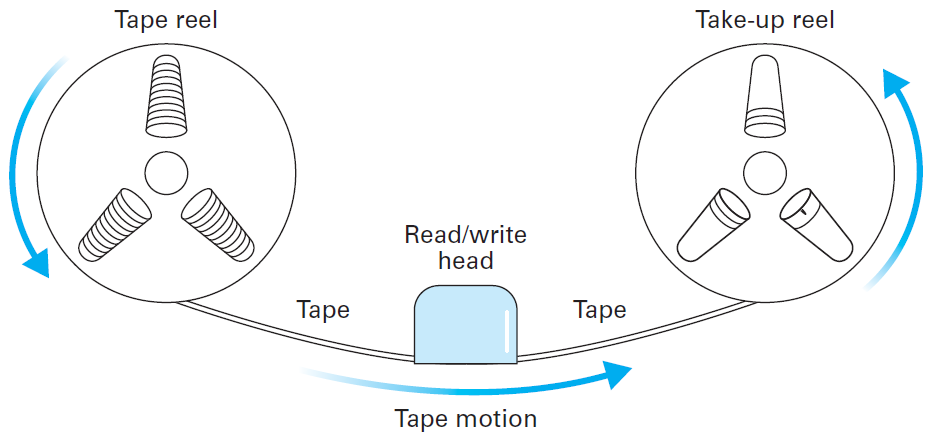 Tape reel
Take-up reel
Read/write
head
Tape
Tape
Tape motion